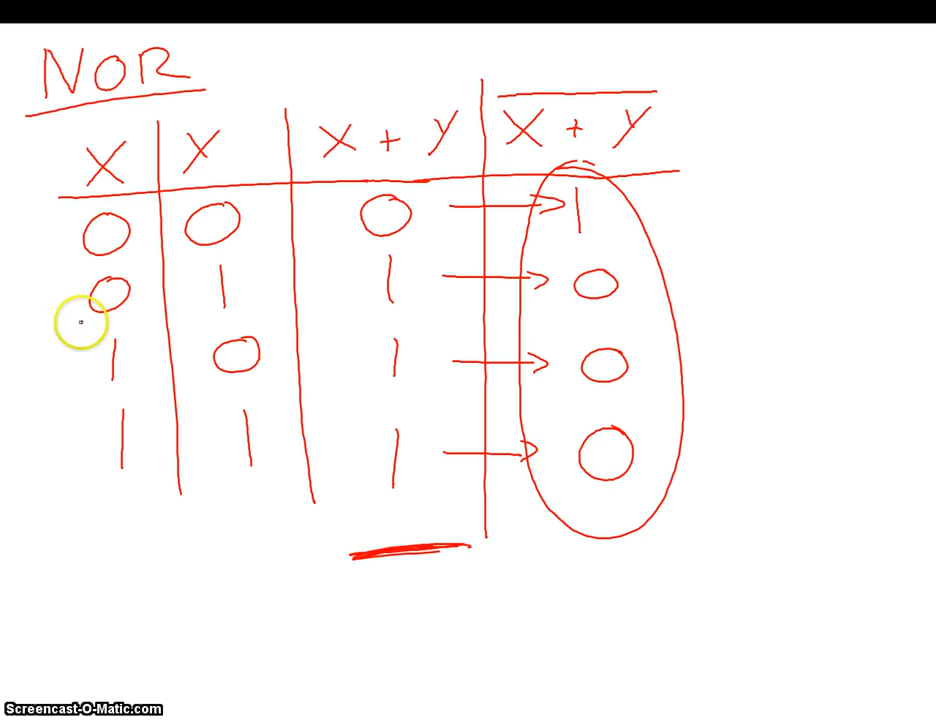 NOR
X Y X + Y X + Y
0 0 0 → 1
0 1 1 → 0
1 0 1 → 0
1 1 1 → 0
Screencast-O-Matic.com